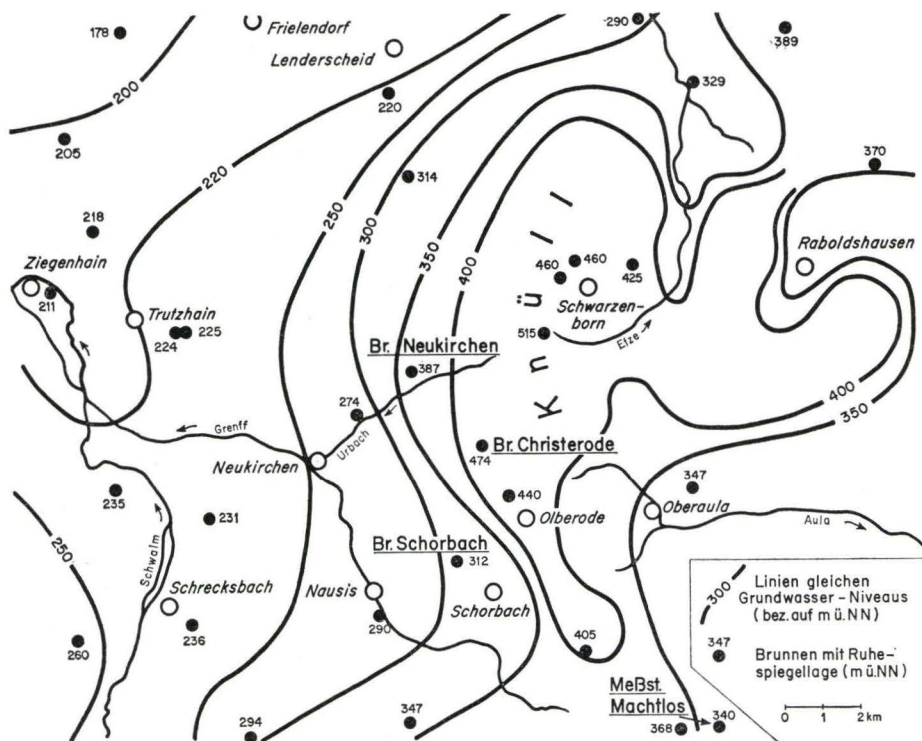 178
Frielendorf
Lenderscheid
290
389
200
220
329
205
220
314
370
218
250
300
350
400
Ziegenhain
211
Trutzhain
224
225
Knüll
460
460
425
Schwarzen-
born
515
Efze
Raboldshausen
Br. Neukirchen
387
274
Urbach
Grenff
Neukirchen
400
350
Br. Christerode
474
440
Olberode
347
Oberaula
Aula
235
231
250
Schwalm
Br. Schorbach
312
Schrecksbach
236
Nausis
290
Schorbach
260
405
294
347
Meßst.
Machtlos
368
340
300
Linien gleichen
Grundwasser-Niveaus
(bez. auf m ü. NN)
347
Brunnen mit Ruhe-
spiegellage (m ü. NN)
0 1 2 km